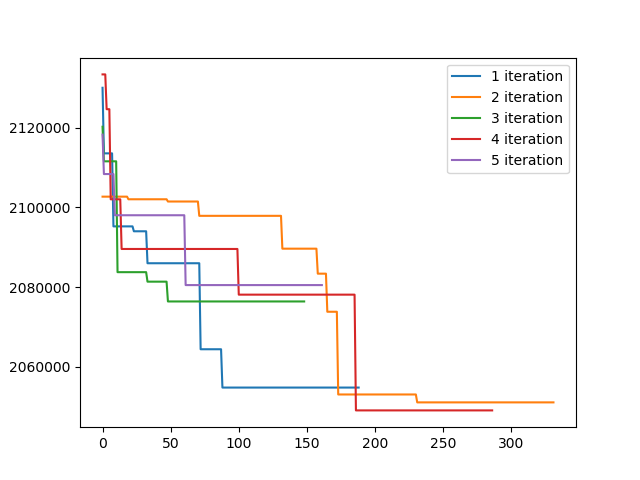 1 iteration
2 iteration
3 iteration
4 iteration
5 iteration
2120000
2100000
2080000
2060000
0 50 100 150 200 250 300